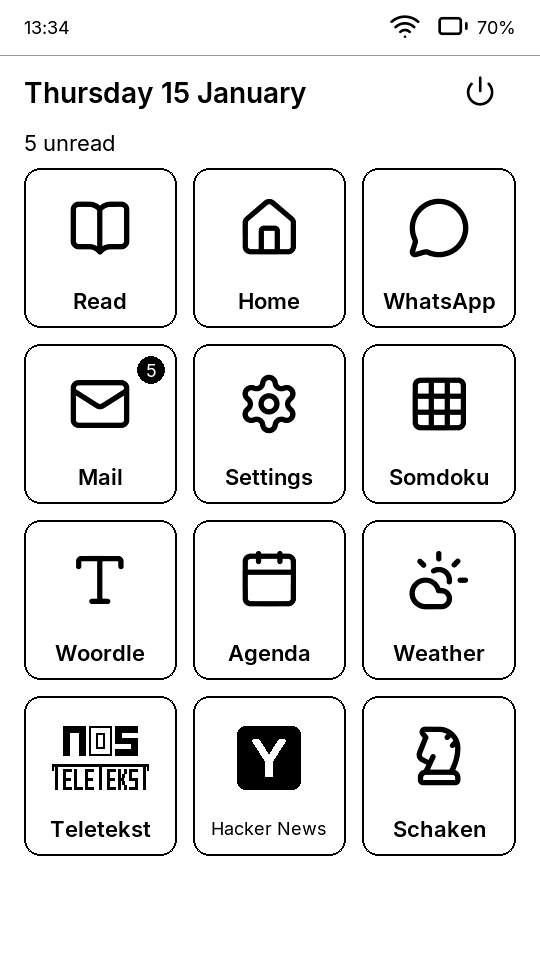 13:34
70%
Thursday 15 January
5 unread
Read
Home
WhatsApp
5
Mail
Settings
Somdoku
Woordle
Agenda
Weather
NOS
TELETEKST
Teletekst
Y
Hacker News
Schaken